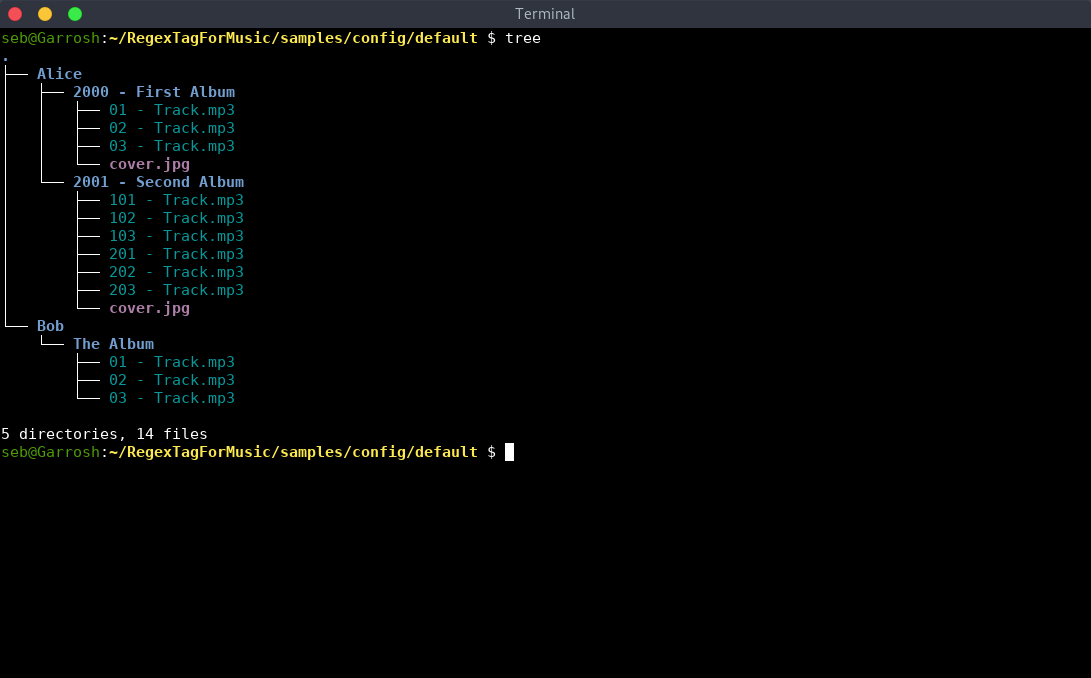 Terminal
seb@Garrosh:~/RegexTagForMusic/samples/config/default $ tree
.
├── Alice
│   ├── 2000 - First Album
│   │   ├── 01 - Track.mp3
│   │   ├── 02 - Track.mp3
│   │   ├── 03 - Track.mp3
│   │   └── cover.jpg
│   └── 2001 - Second Album
│       ├── 101 - Track.mp3
│       ├── 102 - Track.mp3
│       ├── 103 - Track.mp3
│       ├── 201 - Track.mp3
│       ├── 202 - Track.mp3
│       ├── 203 - Track.mp3
│       └── cover.jpg
└── Bob
    └── The Album
        ├── 01 - Track.mp3
        ├── 02 - Track.mp3
        └── 03 - Track.mp3

5 directories, 14 files
seb@Garrosh:~/RegexTagForMusic/samples/config/default $